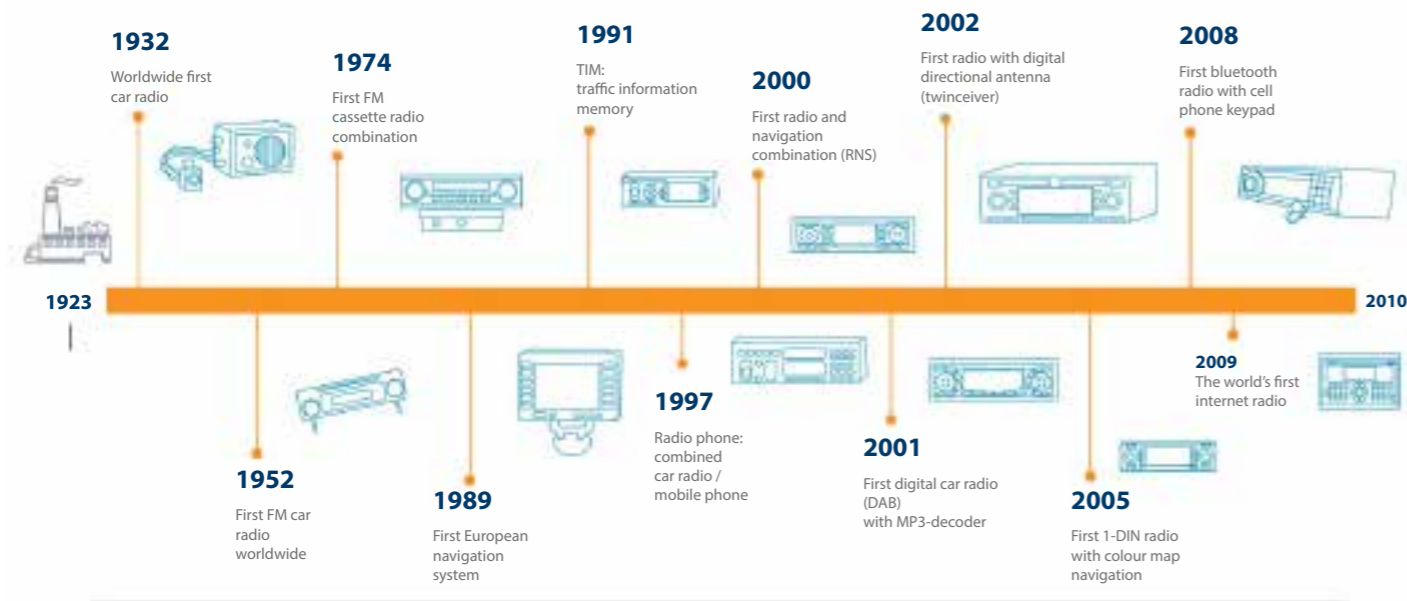 1932
Worldwide first
car radio
1974
First FM
cassette radio
combination
1991
TIM:
traffic information
memory
2000
First radio and
navigation
combination (RNS)
2002
First radio with digital
directional antenna
(twinceiver)
2008
First bluetooth
radio with cell
phone keypad
1923
2010
1952
First FM car
radio
worldwide
1989
First European
navigation
system
1997
Radio phone:
combined
car radio /
mobile phone
2001
First digital car radio
(DAB)
with MP3-decoder
2005
First 1-DIN radio
with colour map
navigation
2009
The world's first
internet radio